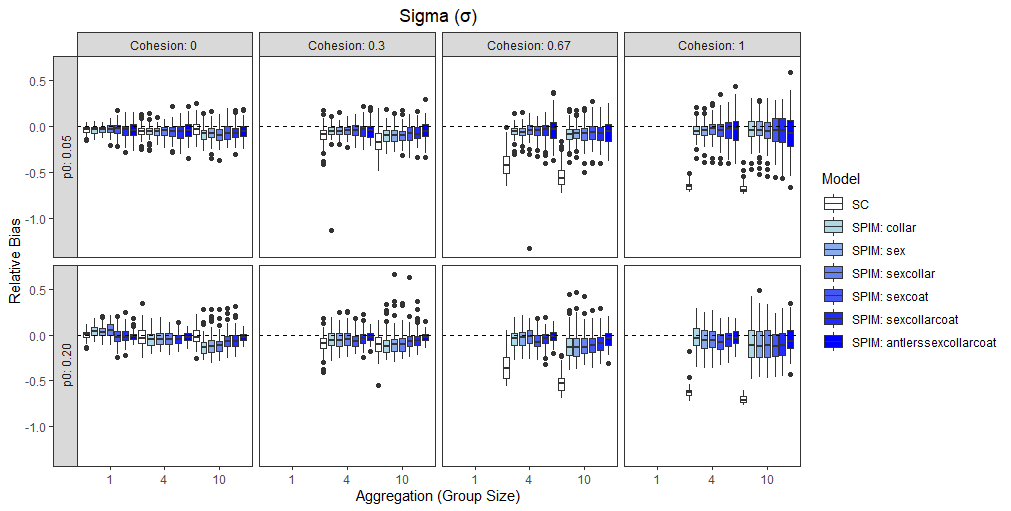 Sigma (σ)
Cohesion: 0
Cohesion: 0.3
Cohesion: 0.67
Cohesion: 1
p0: 0.05
0.5
0.0
-0.5
-1.0
p0: 0.20
0.5
0.0
-0.5
-1.0
Relative Bias
1 4 10
1 4 10
1 4 10
1 4 10
Aggregation (Group Size)
Model
SC
SPIM: collar
SPIM: sex
SPIM: sexcollar
SPIM: sexcoat
SPIM: sexcollarcoat
SPIM: antlerssexcollarcoat